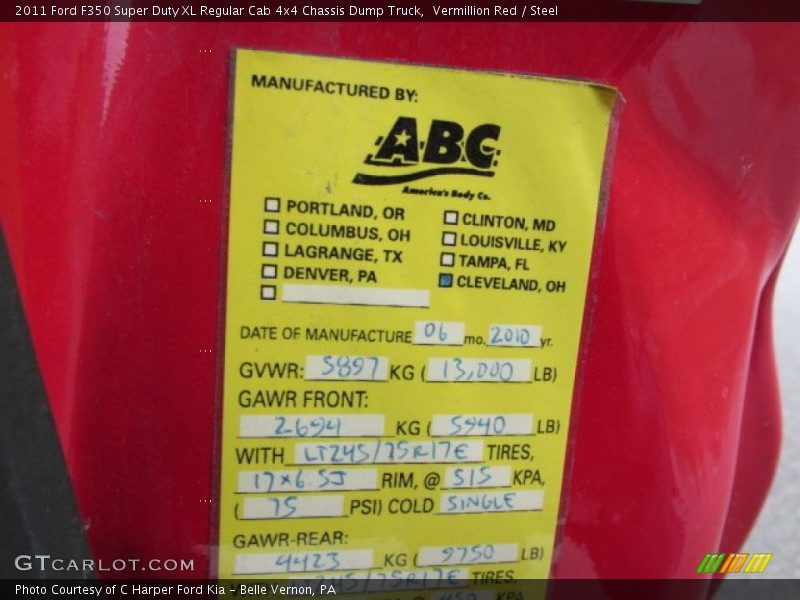 2011 Ford F350 Super Duty XL Regular Cab 4x4 Chassis Dump Truck, Vermillion Red / Steel
MANUFACTURED BY:
ABC
America's Body Co.
PORTLAND, OR
COLUMBUS, OH
LAGRANGE, TX
DENVER, PA
CLINTON, MD
LOUISVILLE, KY
TAMPA, FL
CLEVELAND, OH
DATE OF MANUFACTURE 06 mo. 2010 yr.
GVWR: 5897 KG (13,000 LB)
GAWR FRONT:
2694 KG (5940 LB)
WITH LT245/75R17E TIRES,
17x6.5J RIM, @ 515 KPA,
(75 PSI) COLD SINGLE
GAWR-REAR:
4423 KG (9750 LB)
LT245/75R17E TIRES,
450 KPA
GTCARLOT.COM
Photo Courtesy of C Harper Ford Kia - Belle Vernon, PA